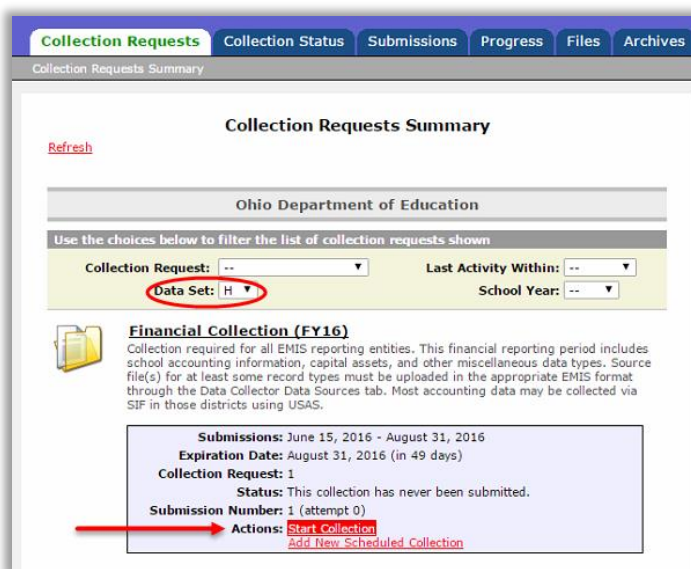 Collection Requests Collection Status Submissions Progress Files Archives
Collection Requests Summary
Collection Requests Summary
Refresh
Ohio Department of Education
Use the choices below to filter the list of collection requests shown
Collection Request: -- Last Activity Within: --
Data Set: H School Year: --
Financial Collection (FY16)
Collection required for all EMIS reporting entities. This financial reporting period includes
school accounting information, capital assets, and other miscellaneous data types. Source
file(s) for at least some record types must be uploaded in the appropriate EMIS format
through the Data Collector Data Sources tab. Most accounting data may be collected via
SIF in those districts using USAS.
Submissions: June 15, 2016 - August 31, 2016
Expiration Date: August 31, 2016 (in 49 days)
Collection Request: 1
Status: This collection has never been submitted.
Submission Number: 1 (attempt 0)
Actions: Start Collection
Add New Scheduled Collection